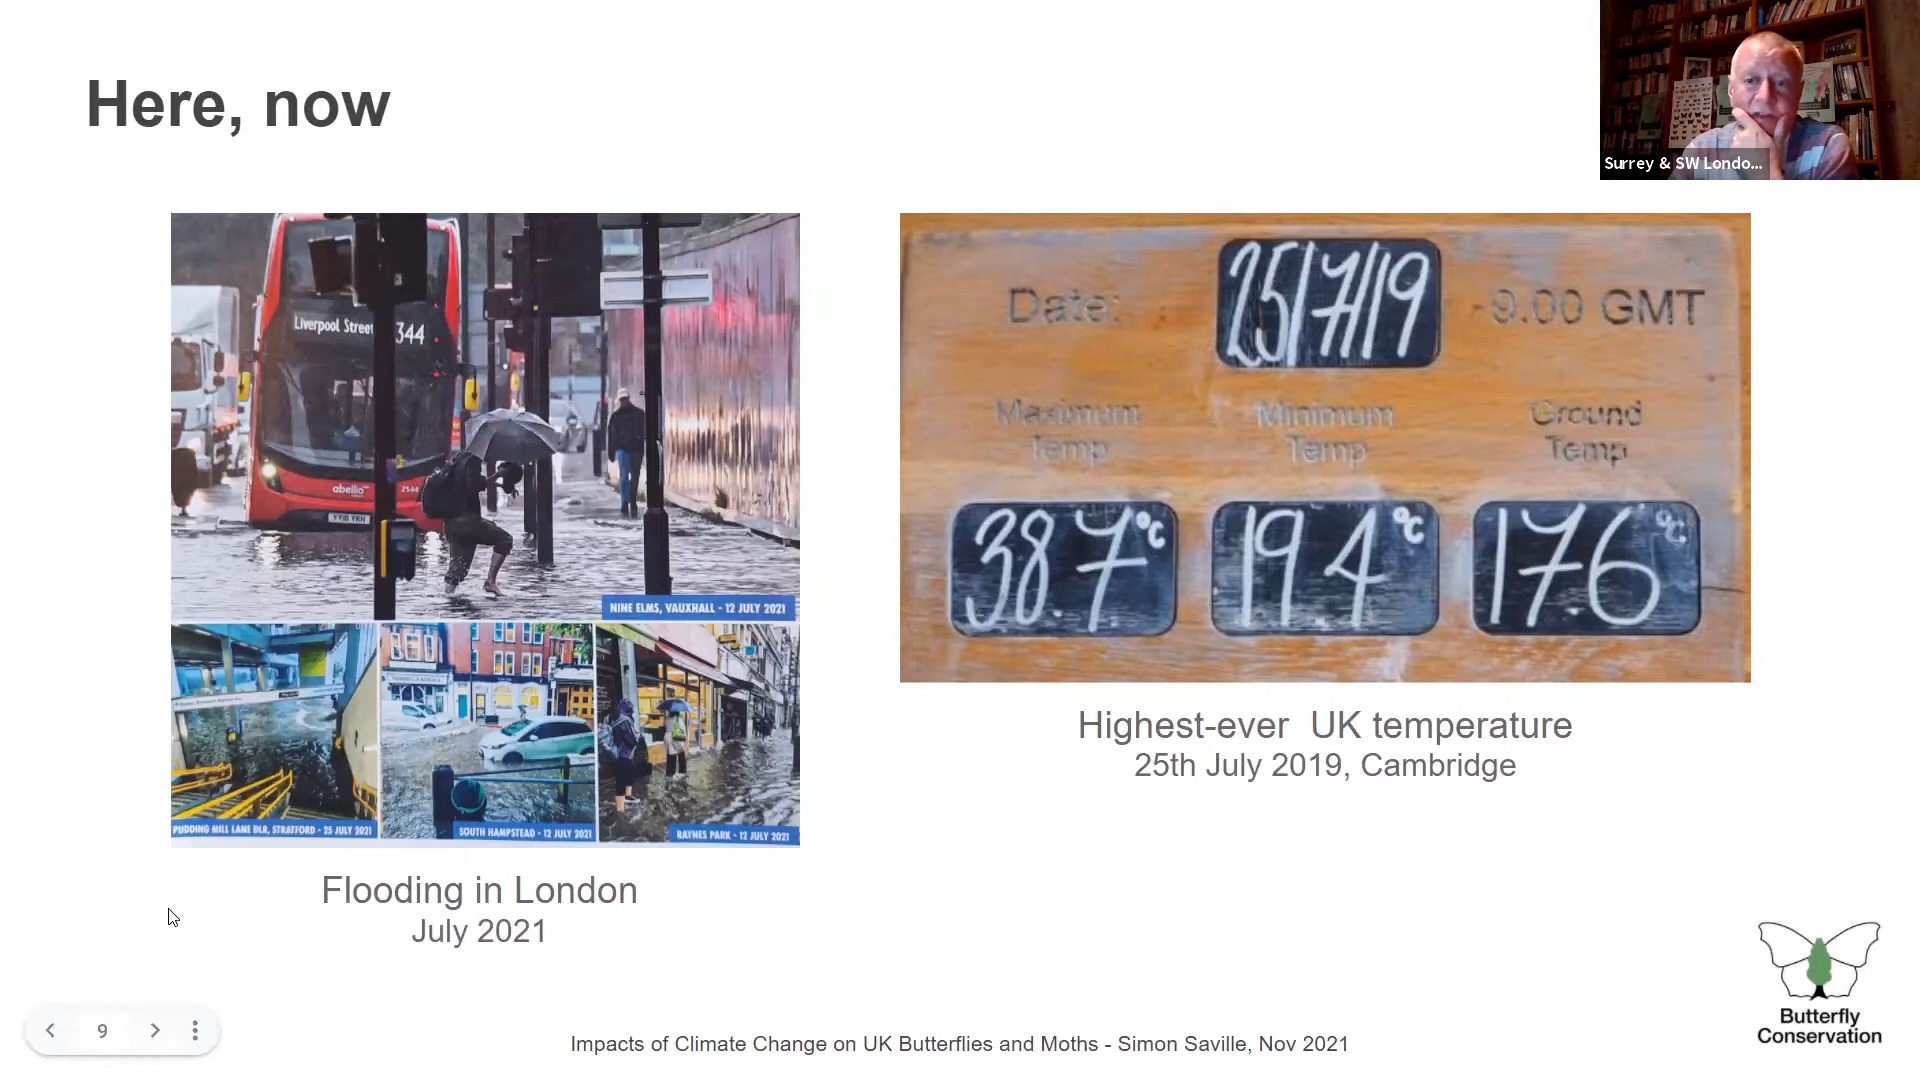 Here, now
Surrey & SW Londo...
Liverpool Street 344
abellio 2544
YY16 YRN
NINE ELMS, VAUXHALL - 12 JULY 2021
PUDDING MILL LANE DLR, STRATFORD - 25 JULY 2021
SOUTH HAMPSTEAD - 12 JULY 2021
RAYNES PARK - 12 JULY 2021
Flooding in London
July 2021
Date: 25/7/19 - 9.00 GMT
Maximum Temp
Minimum Temp
Ground Temp
38.7°C
19.4°C
17.6°C
Highest-ever UK temperature
25th July 2019, Cambridge
9
Impacts of Climate Change on UK Butterflies and Moths - Simon Saville, Nov 2021
Butterfly
Conservation